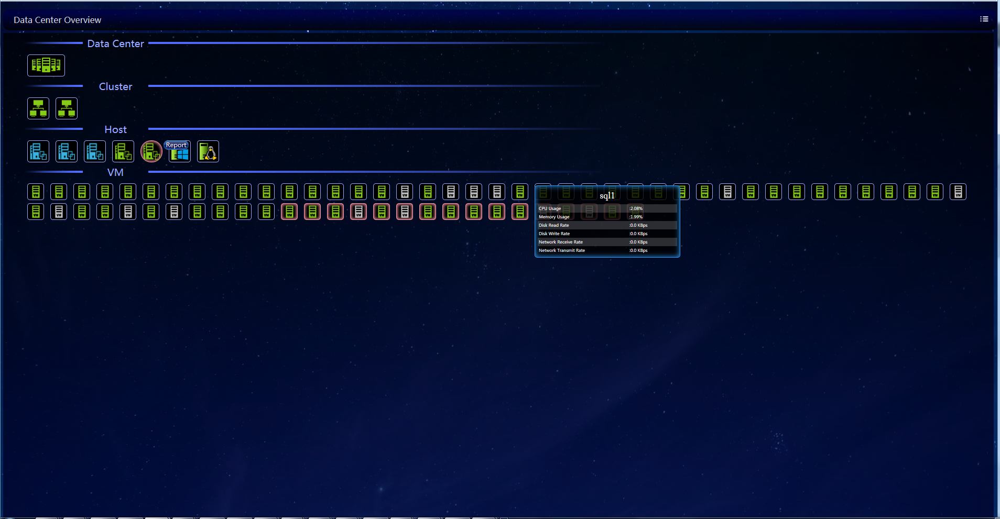 Data Center Overview
Data Center
Cluster
Host
Report
VM
sql1
CPU Usage :2.08%
Memory Usage :1.99%
Disk Read Rate :0.0 KBps
Disk Write Rate :0.0 KBps
Network Receive Rate :0.0 KBps
Network Transmit Rate :0.0 KBps